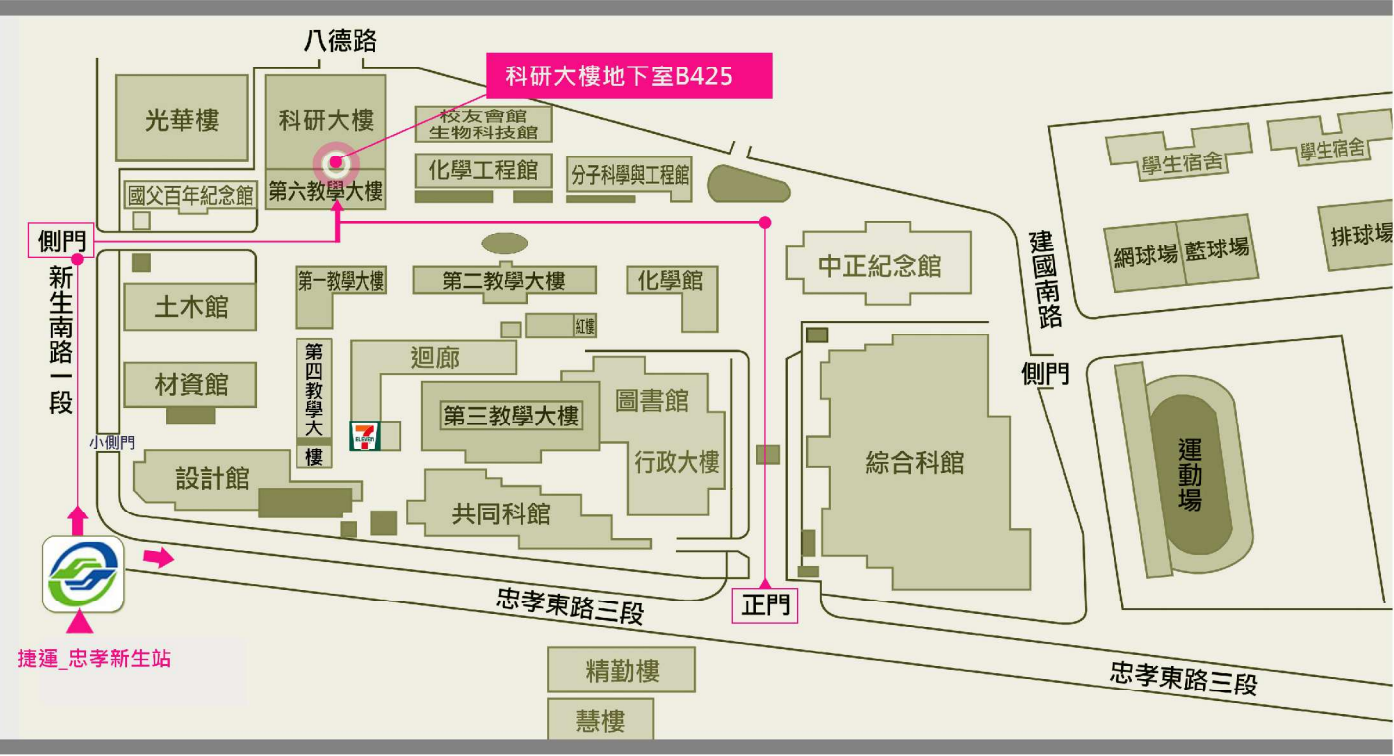 八德路
科研大樓地下室B425
光華樓
科研大樓
校友會館
生物科技館
化學工程館
分子科學與工程館
國父百年紀念館
第六教學大樓
學生宿舍
學生宿舍
側門
新生南路一段
土木館
第一教學大樓
第二教學大樓
化學館
中正紀念館
建國南路
網球場
藍球場
排球場
紅樓
材資館
第四教學大樓
迴廊
圖書館
側門
第三教學大樓
7
ELEVEN
小側門
設計館
行政大樓
綜合科館
運動場
共同科館
忠孝東路三段
正門
捷運_忠孝新生站
精勤樓
忠孝東路三段
慧樓